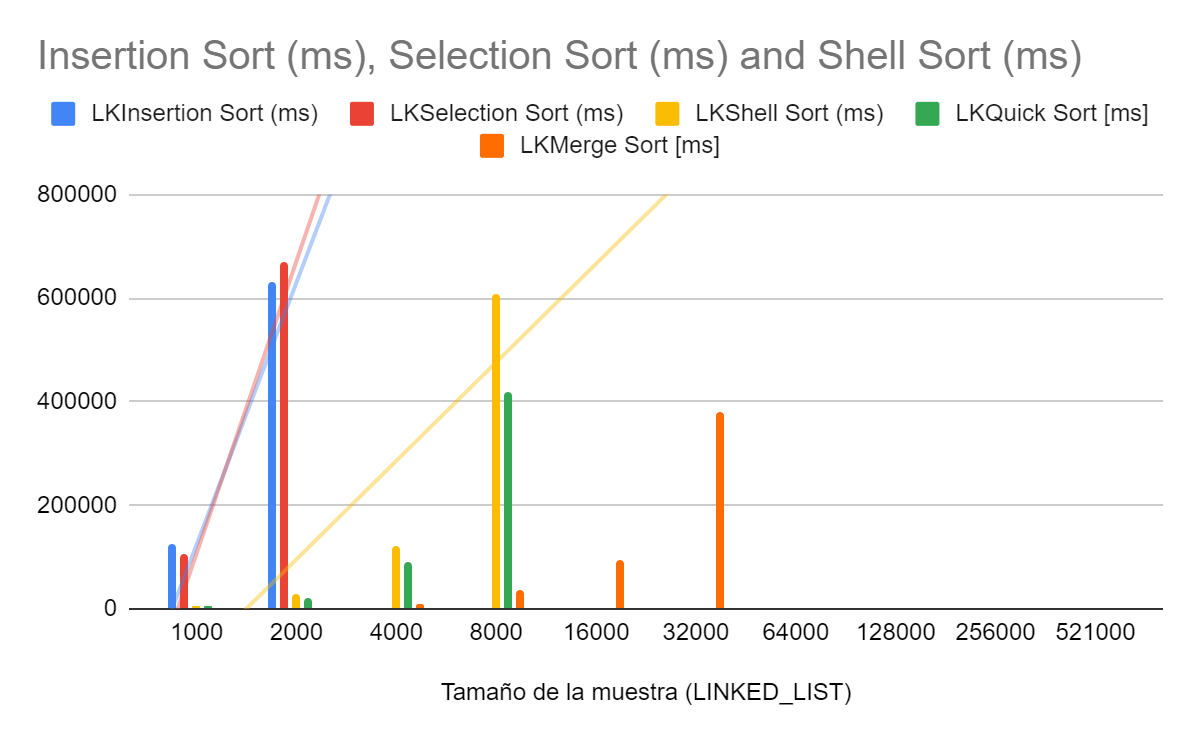 Insertion Sort (ms), Selection Sort (ms) and Shell Sort (ms)
LKInsertion Sort (ms) LKSelection Sort (ms) LKShell Sort (ms) LKQuick Sort [ms]
LKMerge Sort [ms]
800000
600000
400000
200000
0
1000 2000 4000 8000 16000 32000 64000 128000 256000 521000
Tamaño de la muestra (LINKED_LIST)